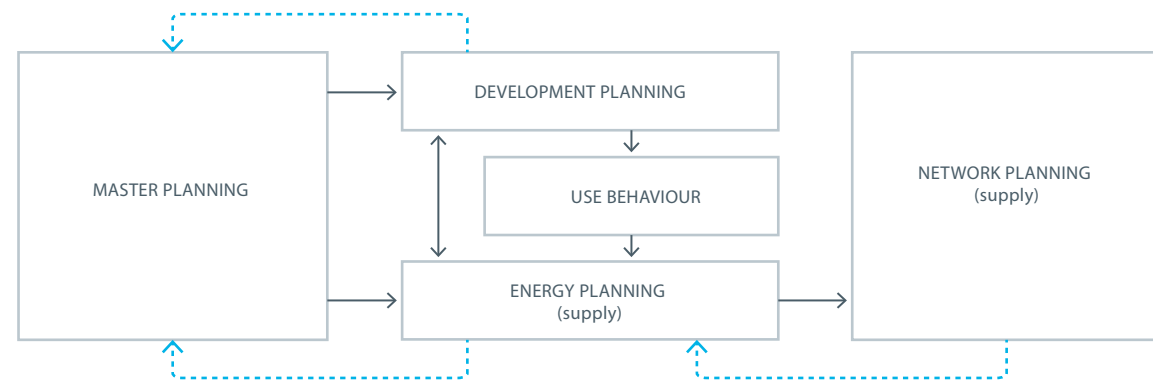 DEVELOPMENT PLANNING
MASTER PLANNING
USE BEHAVIOUR
NETWORK PLANNING
(supply)
ENERGY PLANNING
(supply)